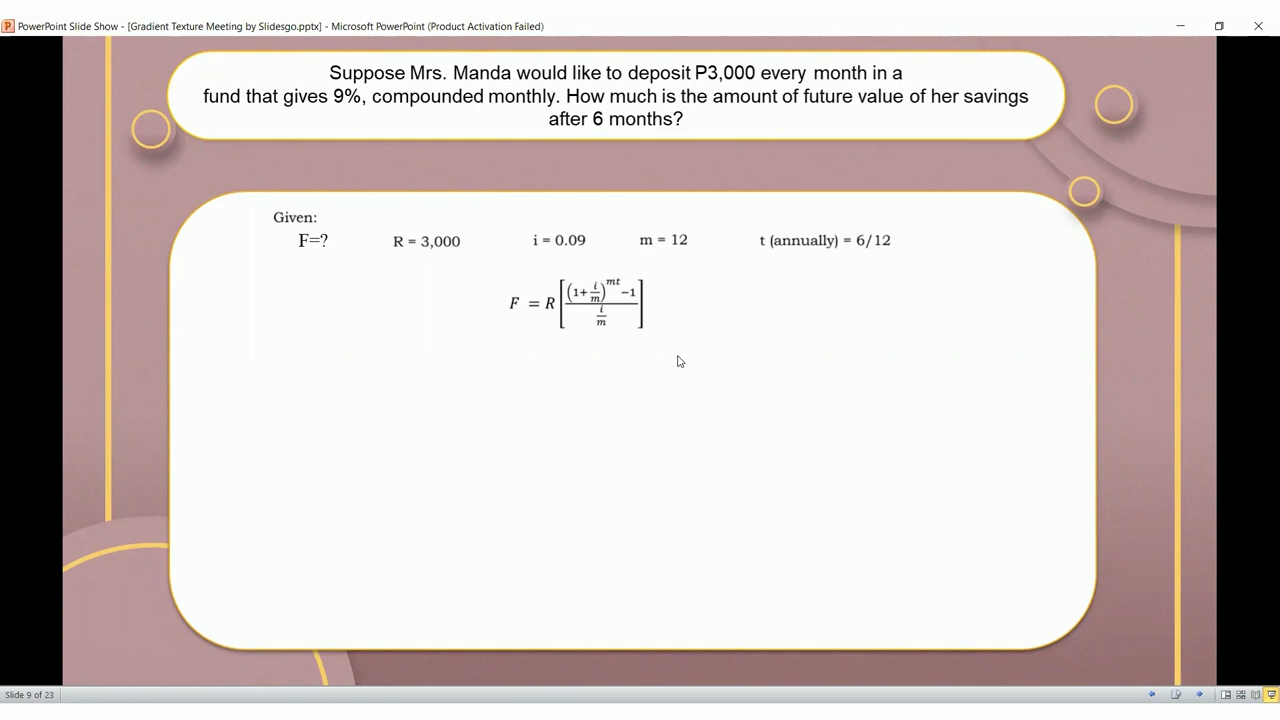 PowerPoint Slide Show - [Gradient Texture Meeting by Slidesgo.pptx] - Microsoft PowerPoint (Product Activation Failed)
Suppose Mrs. Manda would like to deposit P3,000 every month in a
fund that gives 9%, compounded monthly. How much is the amount of future value of her savings
after 6 months?
Given:
F=? R = 3,000 i = 0.09 m = 12 t (annually) = 6/12
F = R [((1+i/m)^mt −1)/(i/m)]
Slide 9 of 23